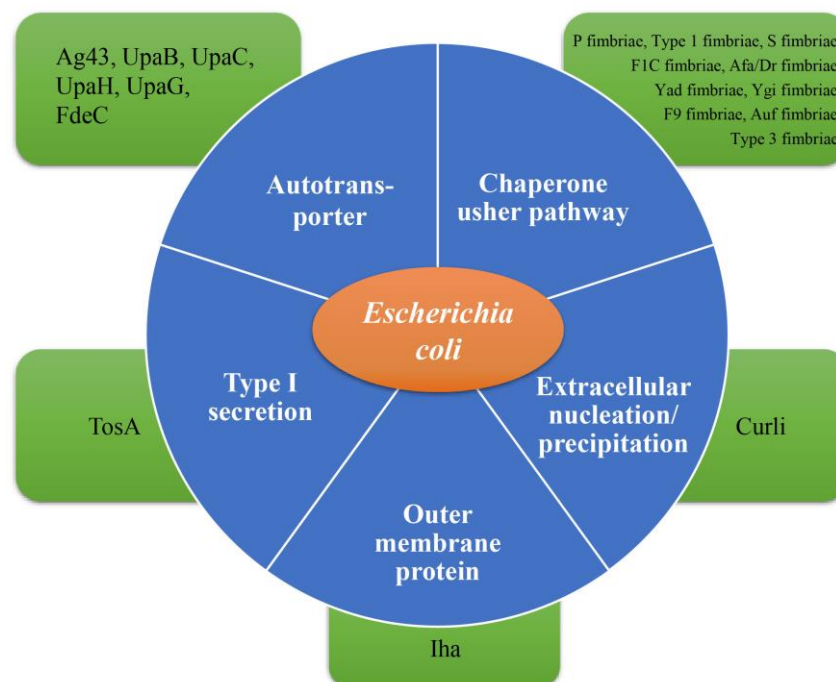 Ag43, UpaB, UpaC,
UpaH, UpaG,
FdeC
P fimbriae, Type 1 fimbriae, S fimbriae
F1C fimbriae, Afa/Dr fimbriae
Yad fimbriae, Ygi fimbriae
F9 fimbriae, Auf fimbriae
Type 3 fimbriae
Autotrans-
porter
Chaperone
usher pathway
Escherichia
coli
Type I
secretion
Extracellular
nucleation/
precipitation
TosA
Curli
Outer
membrane
protein
Iha